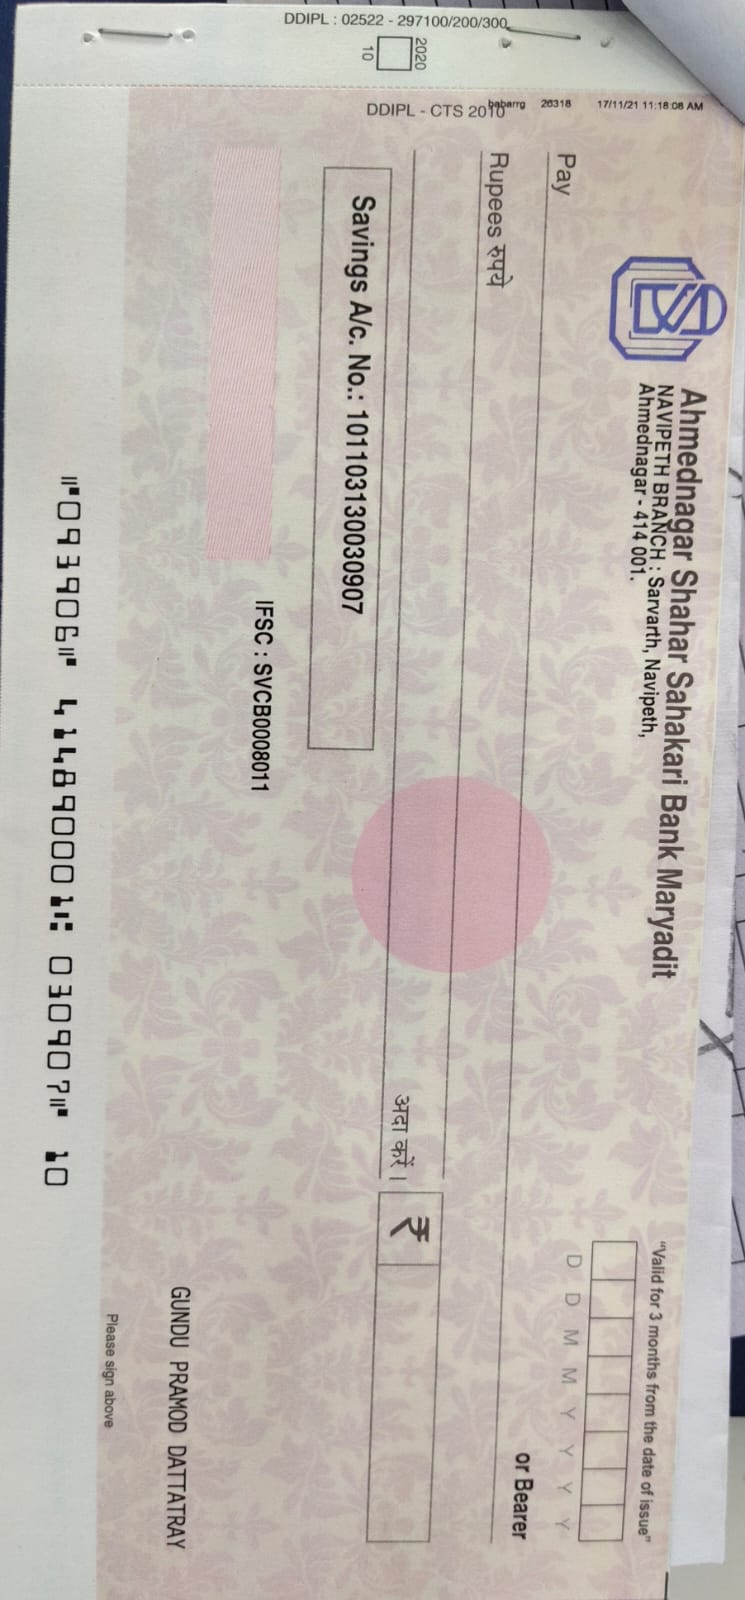 Ahmednagar Shahar Sahakari Bank Maryadit
NAVIPETH BRANCH : Sarvarth, Navipeth,
Ahmednagar - 414 001.
"Valid for 3 months from the date of issue"
D D M M Y Y Y Y
Pay
or Bearer
Rupees रुपये
अदा करें।
₹
Savings A/c. No.: 101103130030907
IFSC : SVCB0008011
GUNDU PRAMOD DATTATRAY
Please sign above
⑈093906⑈ 414890001⑆ 030907⑈ 10
DDIPL : 02522 - 297100/200/300
2020
10
DDIPL - CTS 2010
26318 17/11/21 11:18:08 AM